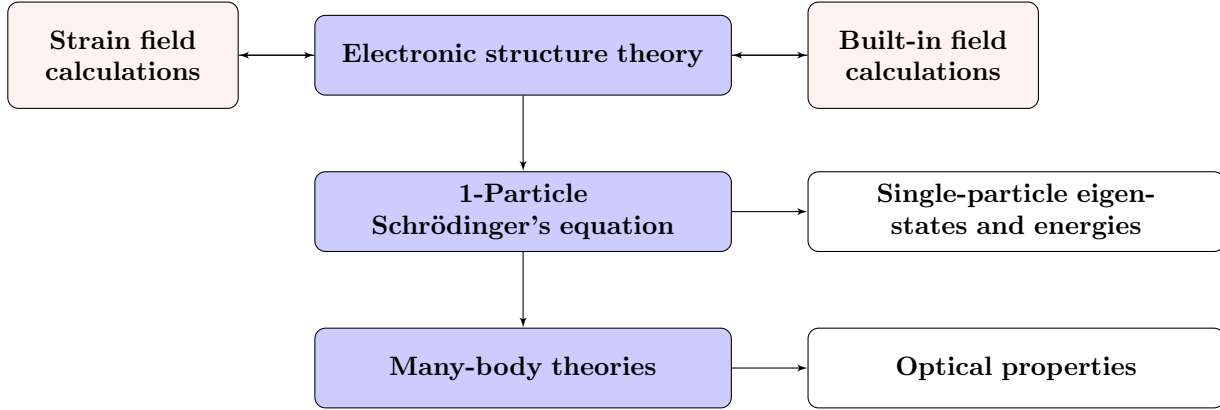 Strain field
calculations
Electronic structure theory
Built-in field
calculations
1-Particle
Schrödinger's equation
Single-particle eigen-
states and energies
Many-body theories
Optical properties